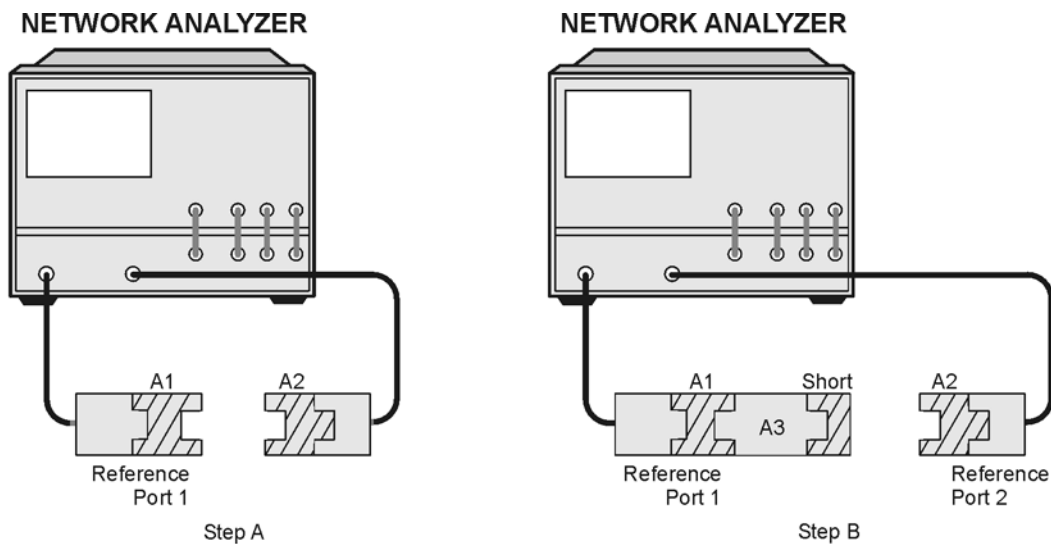 NETWORK ANALYZER
A1
A2
Reference
Port 1
Step A
NETWORK ANALYZER
A1
Short
A2
A3
Reference
Port 1
Reference
Port 2
Step B